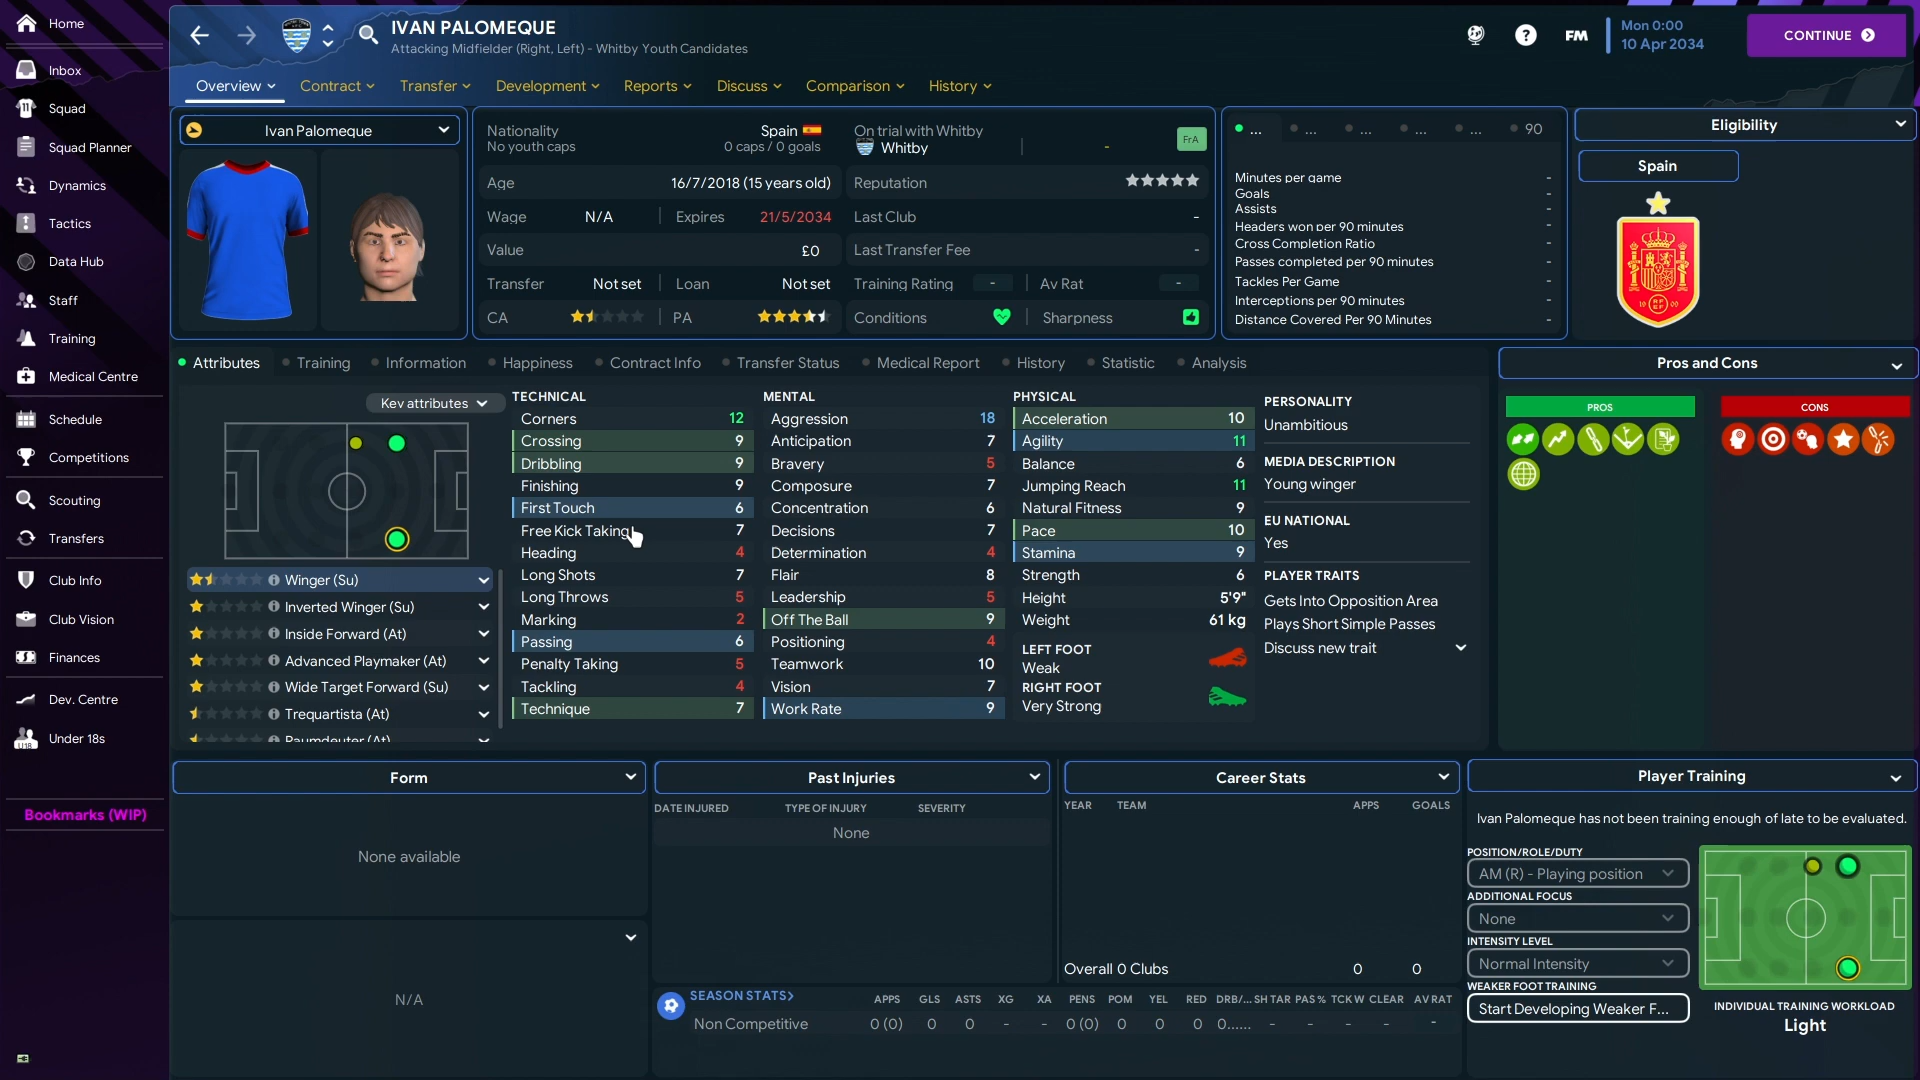 Home
Inbox
Squad
Squad Planner
Dynamics
Tactics
Data Hub
Staff
Training
Medical Centre
Schedule
Competitions
Scouting
Transfers
Club Info
Club Vision
Finances
Dev. Centre
Under 18s
Bookmarks (WIP)
IVAN PALOMEQUE
Attacking Midfielder (Right, Left) - Whitby Youth Candidates
FM
Mon 0:00
10 Apr 2034
CONTINUE
Overview
Contract
Transfer
Development
Reports
Discuss
Comparison
History
Ivan Palomeque
Nationality
Spain
No youth caps
0 caps / 0 goals
Age
16/7/2018 (15 years old)
Wage
N/A
Expires
21/5/2034
Value
£0
Transfer
Not set
Loan
Not set
CA
PA
On trial with Whitby
Whitby
-
FrA
Reputation
Last Club
-
Last Transfer Fee
-
Training Rating
-
Av Rat
-
Conditions
Sharpness
... ... ... ... ... 90
Minutes per game -
Goals -
Assists -
Headers won per 90 minutes -
Cross Completion Ratio -
Passes completed per 90 minutes -
Tackles Per Game -
Interceptions per 90 minutes -
Distance Covered Per 90 Minutes -
Eligibility
Spain
Attributes
Training
Information
Happiness
Contract Info
Transfer Status
Medical Report
History
Statistic
Analysis
Key attributes
Winger (Su)
Inverted Winger (Su)
Inside Forward (At)
Advanced Playmaker (At)
Wide Target Forward (Su)
Trequartista (At)
Raumdeuter (At)
TECHNICAL
Corners 12
Crossing 9
Dribbling 9
Finishing 9
First Touch 6
Free Kick Taking 7
Heading 4
Long Shots 7
Long Throws 5
Marking 2
Passing 6
Penalty Taking 5
Tackling 4
Technique 7
MENTAL
Aggression 18
Anticipation 7
Bravery 5
Composure 7
Concentration 6
Decisions 7
Determination 4
Flair 8
Leadership 5
Off The Ball 9
Positioning 4
Teamwork 10
Vision 7
Work Rate 9
PHYSICAL
Acceleration 10
Agility 11
Balance 6
Jumping Reach 11
Natural Fitness 9
Pace 10
Stamina 9
Strength 6
Height 5'9"
Weight 61 kg
LEFT FOOT
Weak
RIGHT FOOT
Very Strong
PERSONALITY
Unambitious
MEDIA DESCRIPTION
Young winger
EU NATIONAL
Yes
PLAYER TRAITS
Gets Into Opposition Area
Plays Short Simple Passes
Discuss new trait
Pros and Cons
PROS
CONS
Form
None available
N/A
Past Injuries
DATE INJURED TYPE OF INJURY SEVERITY
None
Career Stats
YEAR TEAM APPS GOALS
Overall 0 Clubs 0 0
SEASON STATS> APPS GLS ASTS XG XA PENS POM YEL RED DRB/... SH TAR PAS % TCK W CLEAR AV RAT
Non Competitive 0 (0) 0 0 - - 0 (0) 0 0 0 0...... - - - - -
Player Training
Ivan Palomeque has not been training enough of late to be evaluated.
POSITION/ROLE/DUTY
AM (R) - Playing position
ADDITIONAL FOCUS
None
INTENSITY LEVEL
Normal Intensity
WEAKER FOOT TRAINING
Start Developing Weaker F...
INDIVIDUAL TRAINING WORKLOAD
Light